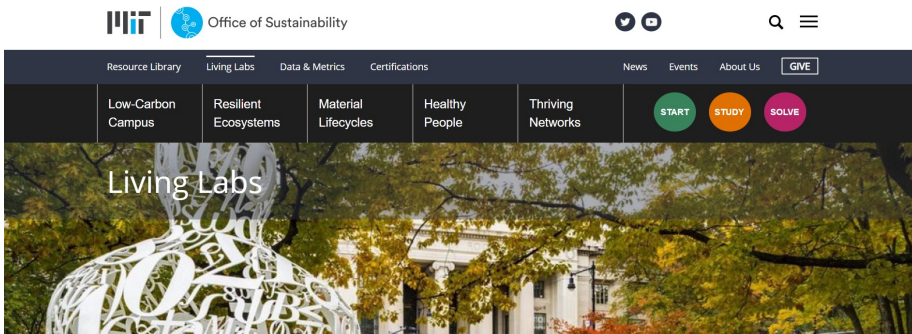 MIT Office of Sustainability
Resource Library Living Labs Data & Metrics Certifications News Events About Us GIVE
Low-Carbon Resilient Material Healthy Thriving
Campus Ecosystems Lifecycles People Networks
START STUDY SOLVE
Living Labs